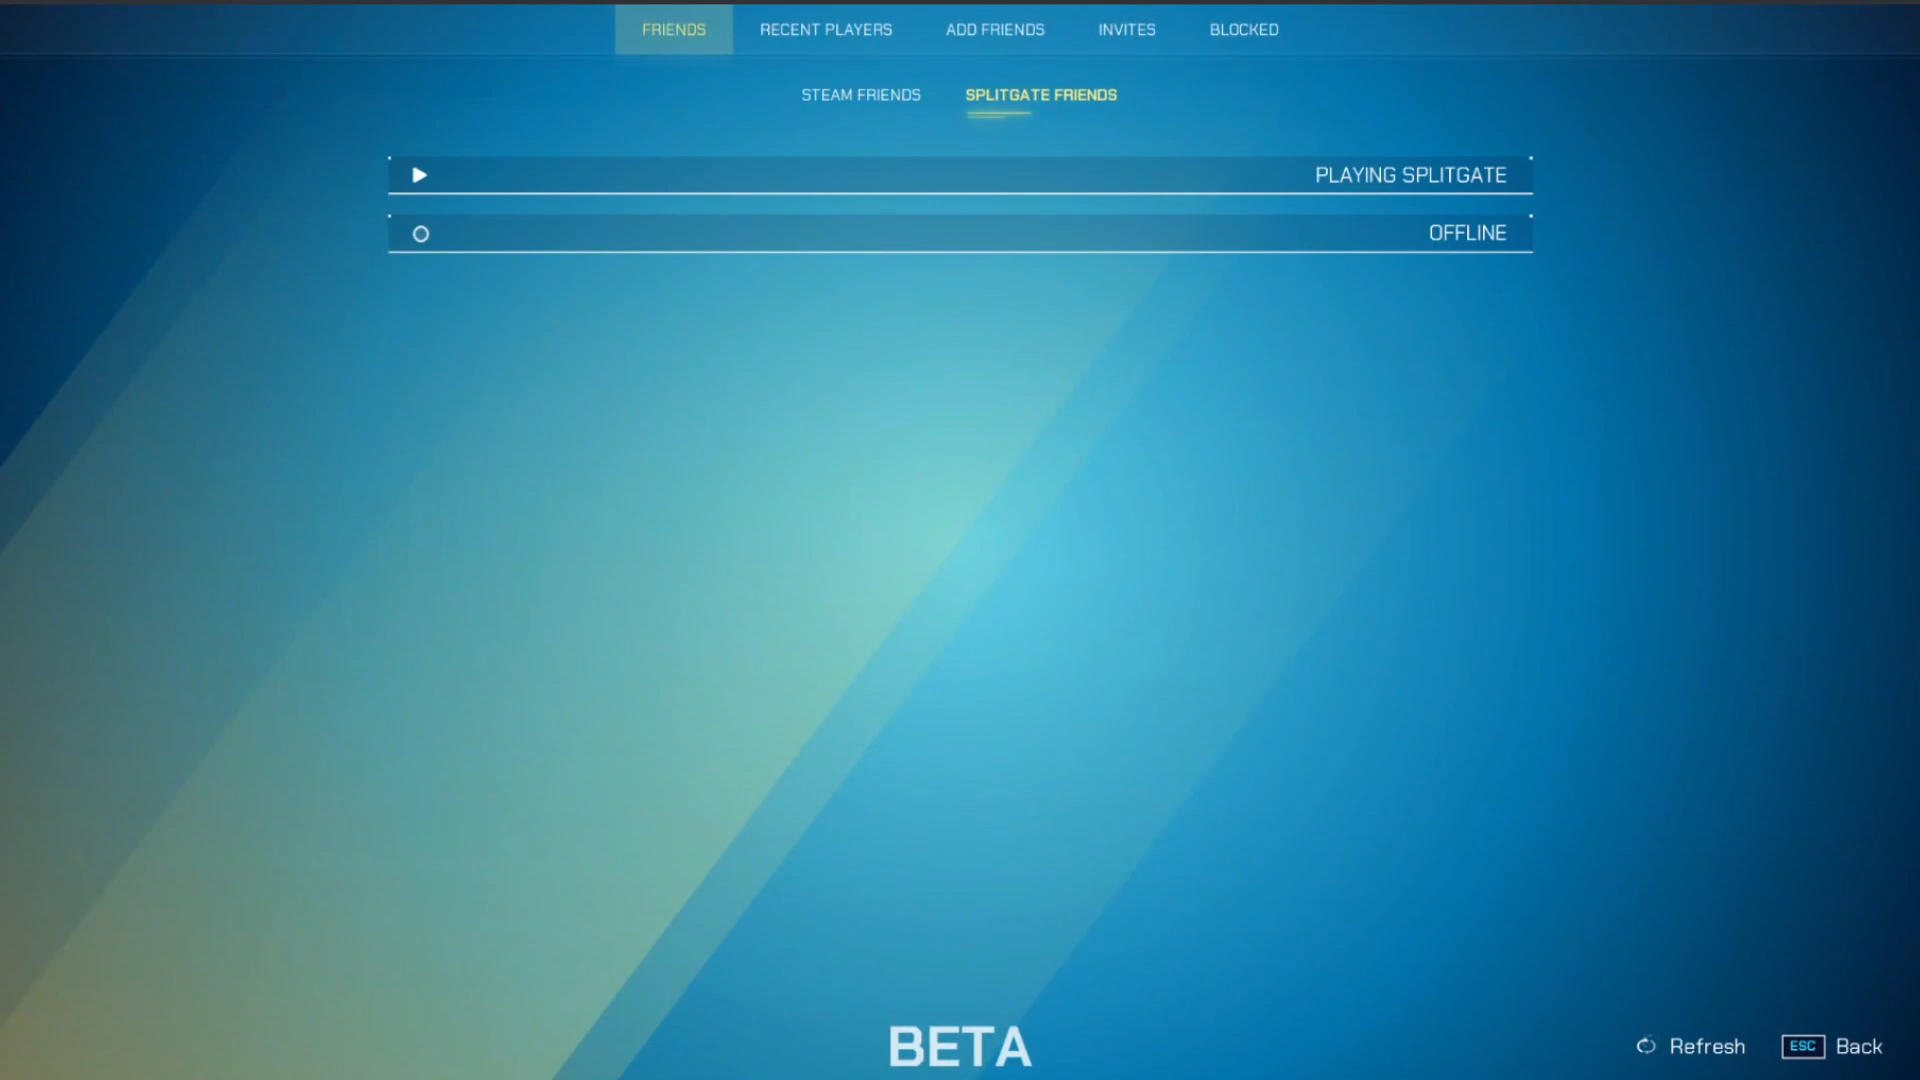 FRIENDS RECENT PLAYERS ADD FRIENDS INVITES BLOCKED
STEAM FRIENDS SPLITGATE FRIENDS
PLAYING SPLITGATE
OFFLINE
BETA
Refresh ESC Back